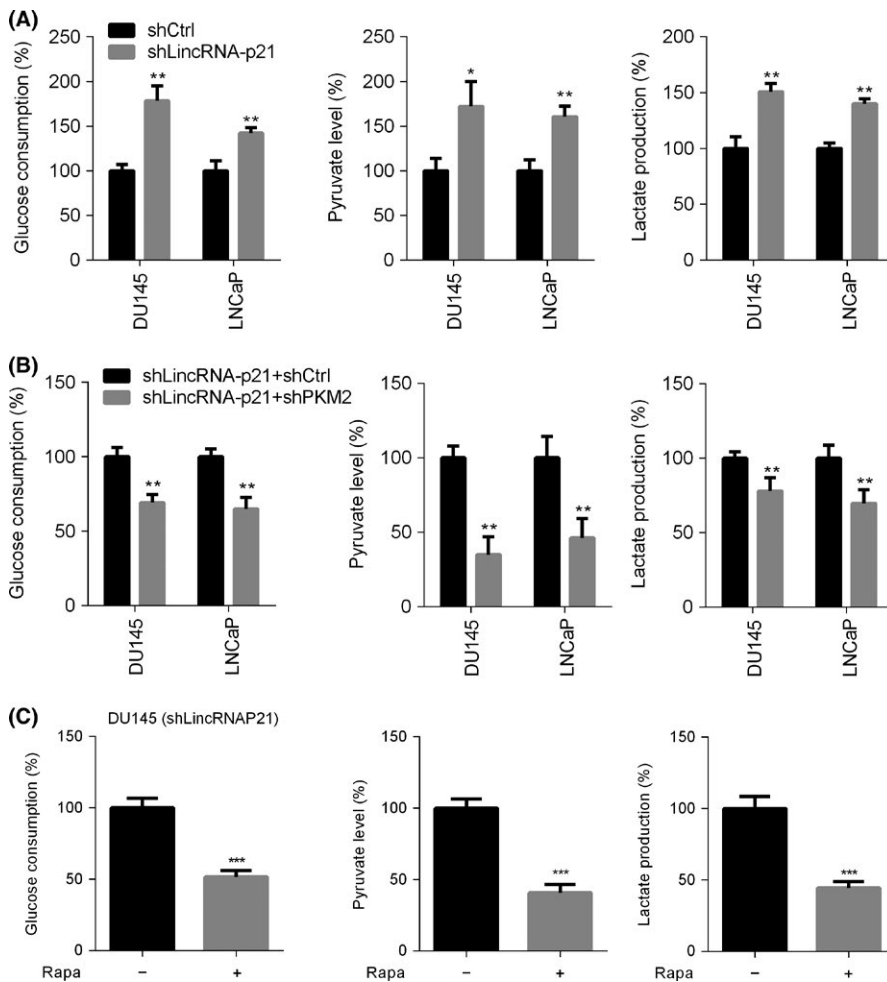 (A)
shCtrl
shLincRNA-p21
Glucose consumption (%)
250
200
150
100
50
0
**
**
DU145
LNCaP
Pyruvate level (%)
250
200
150
100
50
0
*
**
DU145
LNCaP
Lactate production (%)
200
150
100
50
0
**
**
DU145
LNCaP
(B)
shLincRNA-p21+shCtrl
shLincRNA-p21+shPKM2
Glucose consumption (%)
150
100
50
0
**
**
DU145
LNCaP
Pyruvate level (%)
150
100
50
0
**
**
DU145
LNCaP
Lactate production (%)
150
100
50
0
**
**
DU145
LNCaP
(C)
DU145 (shLincRNAP21)
Glucose consumption (%)
150
100
50
0
***
Rapa − +
Pyruvate level (%)
150
100
50
0
***
Rapa − +
Lactate production (%)
150
100
50
0
***
Rapa − +